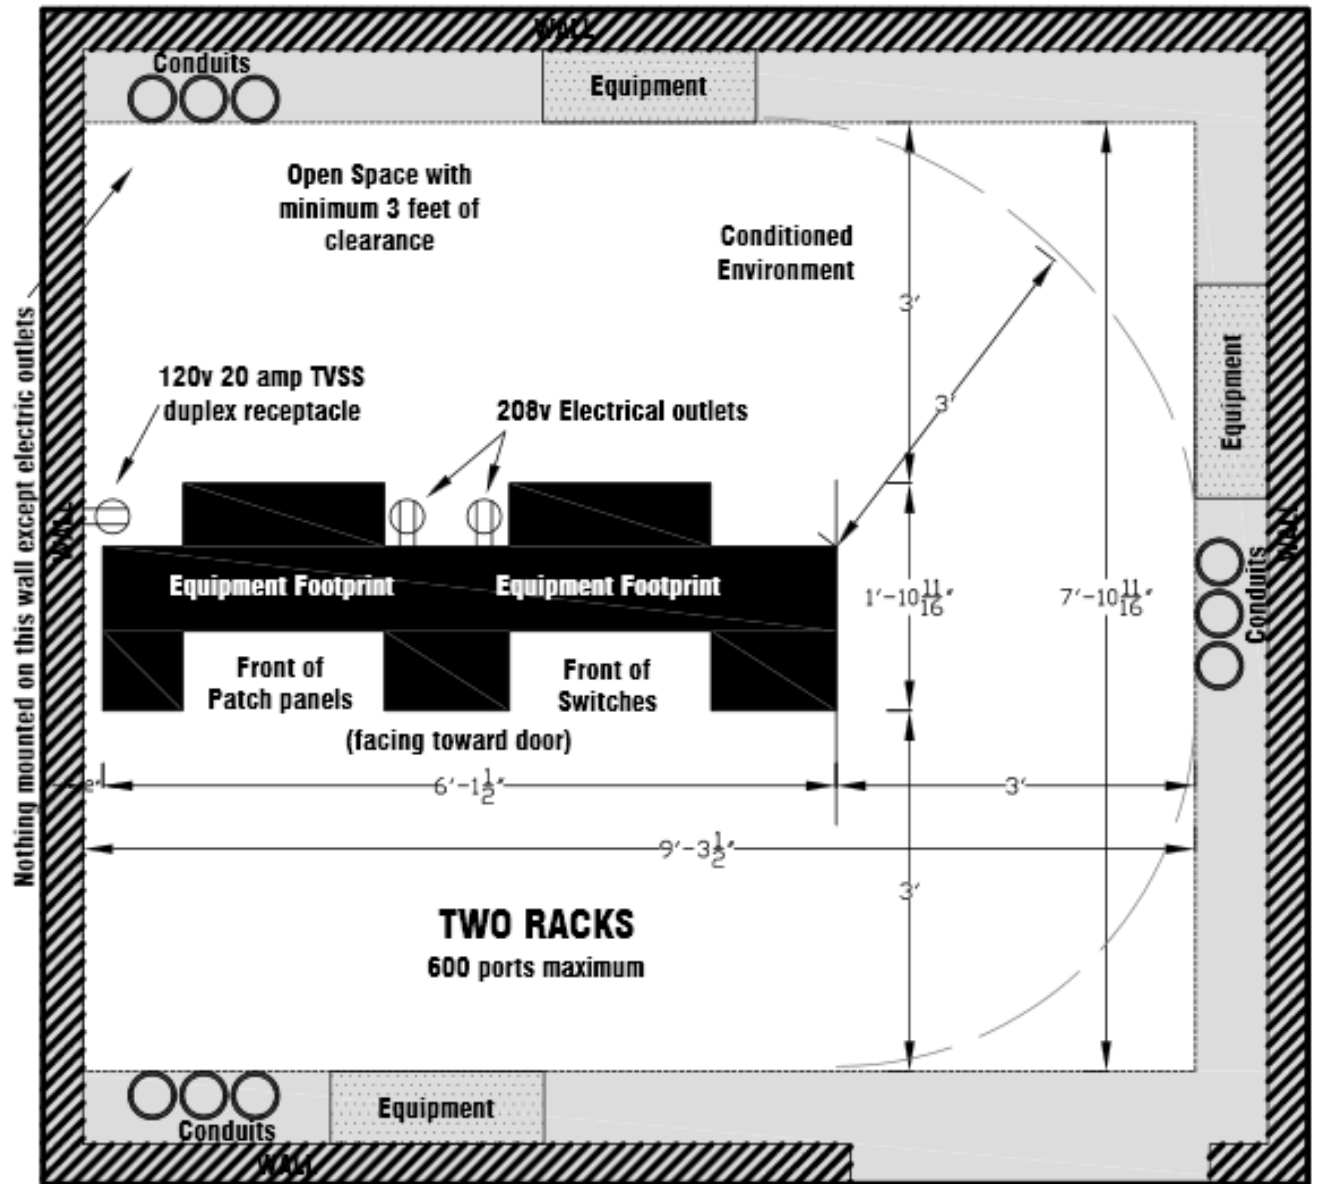 WALL
Conduits
Equipment
Open Space with
minimum 3 feet of
clearance
Conditioned
Environment
3'
3'
Nothing mounted on this wall except electric outlets
120v 20 amp TVSS
duplex receptacle
208v Electrical outlets
Equipment
WALL
WALL
Equipment Footprint
Equipment Footprint
1'-10 11/16"
7'-10 11/16"
Conduits
Front of
Patch panels
Front of
Switches
(facing toward door)
6'-1 1/2"
3'
9'-3 1/2"
3'
TWO RACKS
600 ports maximum
Equipment
Conduits
WALL